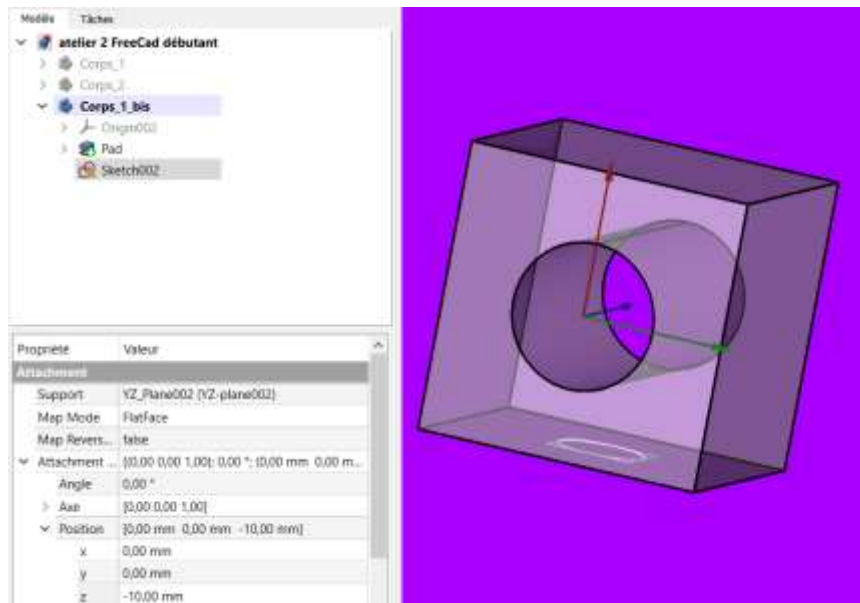 Modèle Tâches
atelier 2 FreeCad débutant
Corps_1
Corps_2
Corps_1_bis
Origin002
Pad
Sketch002
Propriété Valeur
Attachment
Support YZ_Plane002 (YZ-plane002)
Map Mode FlatFace
Map Revers... false
Attachment ... [(0,00 0,00 1,00); 0,00 °; (0,00 mm 0,00 m...
Angle 0,00 °
Axe [0,00 0,00 1,00]
Position [0,00 mm 0,00 mm -10,00 mm]
x 0,00 mm
y 0,00 mm
z -10,00 mm